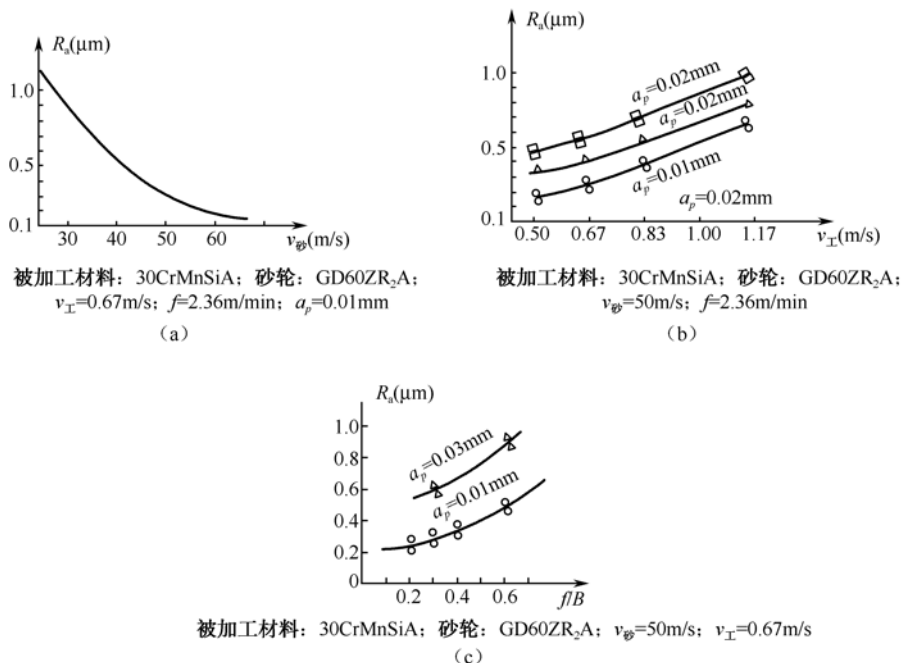 Rₐ(μm)
1.0
0.5
0.1
30 40 50 60 v砂(m/s)
被加工材料：30CrMnSiA；砂轮：GD60ZR₂A；
v工=0.67m/s；f=2.36m/min；aₚ=0.01mm
（a）
Rₐ(μm)
1.0
0.5
0.1
aₚ=0.02mm
aₚ=0.02mm
aₚ=0.01mm
aₚ=0.02mm
0.50 0.67 0.83 1.00 1.17 v工(m/s)
被加工材料：30CrMnSiA；砂轮：GD60ZR₂A；
v砂=50m/s；f=2.36m/min
（b）
Rₐ(μm)
1.0
0.8
0.6
0.4
0.2
0
aₚ=0.03mm
aₚ=0.01mm
0.2 0.4 0.6 f/B
被加工材料：30CrMnSiA；砂轮：GD60ZR₂A；v砂=50m/s；v工=0.67m/s
（c）